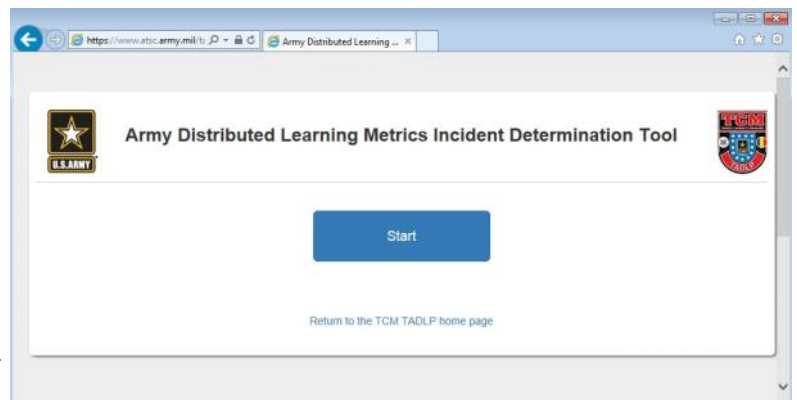 https://www.atsc.army.mil/t
Army Distributed Learning ...
U.S.ARMY
Army Distributed Learning Metrics Incident Determination Tool
TCM
TADLP
Start
Return to the TCM TADLP home page